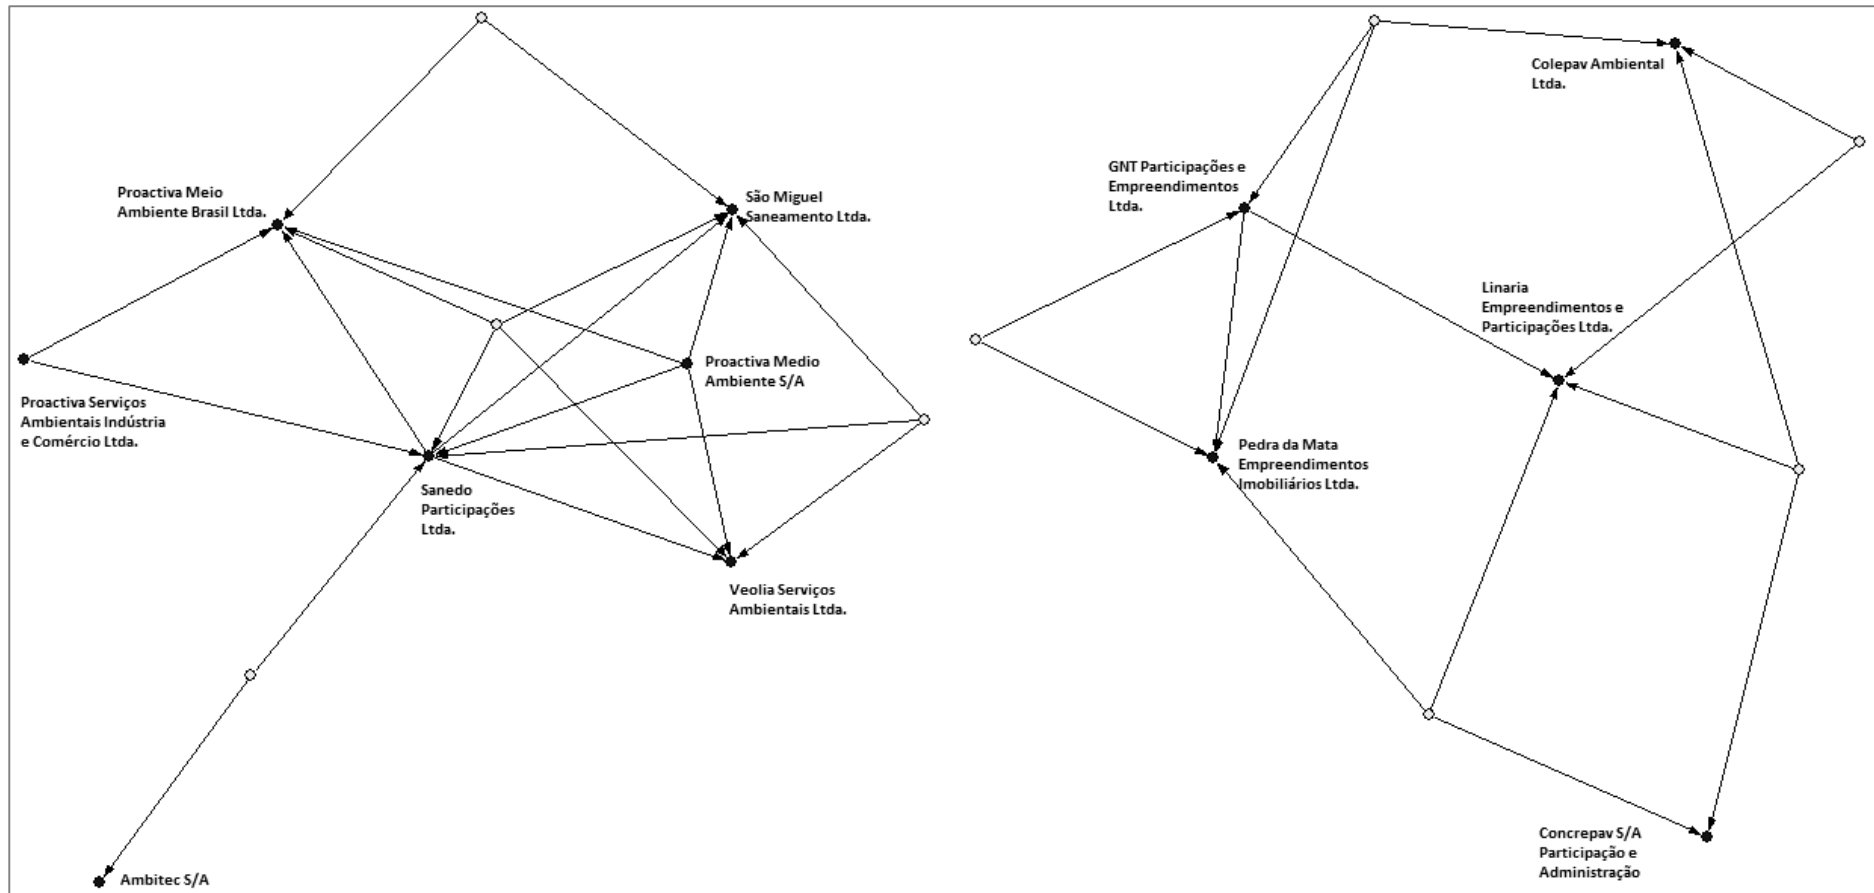 Proactiva Meio
Ambiente Brasil Ltda.
São Miguel
Saneamento Ltda.
Proactiva Medio
Ambiente S/A
Proactiva Serviços
Ambientais Indústria
e Comércio Ltda.
Sanedo
Participações
Ltda.
Veolia Serviços
Ambientais Ltda.
Ambitec S/A
Colepav Ambiental
Ltda.
GNT Participações e
Empreendimentos
Ltda.
Linaria
Empreendimentos e
Participações Ltda.
Pedra da Mata
Empreendimentos
Imobiliários Ltda.
Concrepav S/A
Participação e
Administração